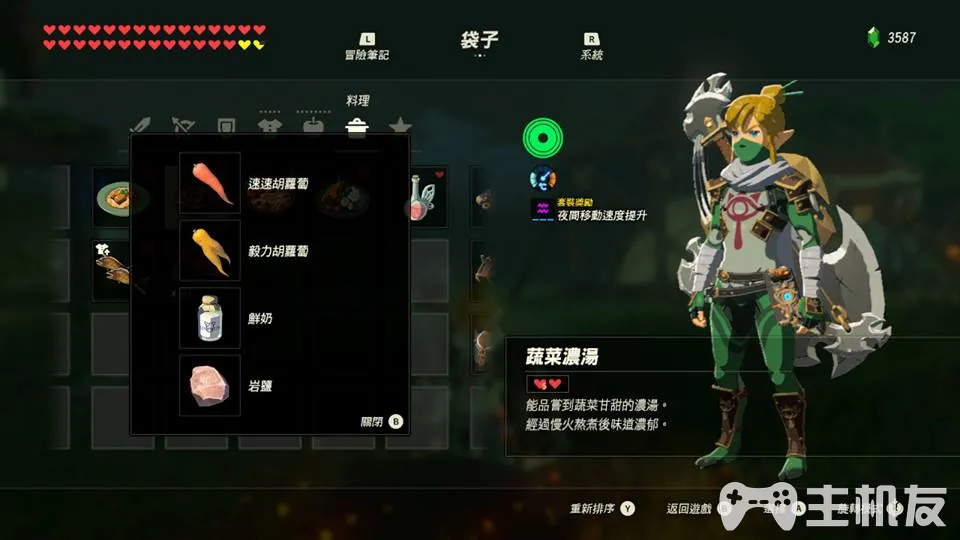 L
冒險筆記
袋子
R
系統
3587
料理
速速胡蘿蔔
毅力胡蘿蔔
鮮奶
岩鹽
關閉 B
套裝獎勵
夜間移動速度提升
蔬菜濃湯
能品嘗到蔬菜甘甜的濃湯。
經過慢火熬煮後味道濃郁。
重新排序 Y
返回遊戲
主机友